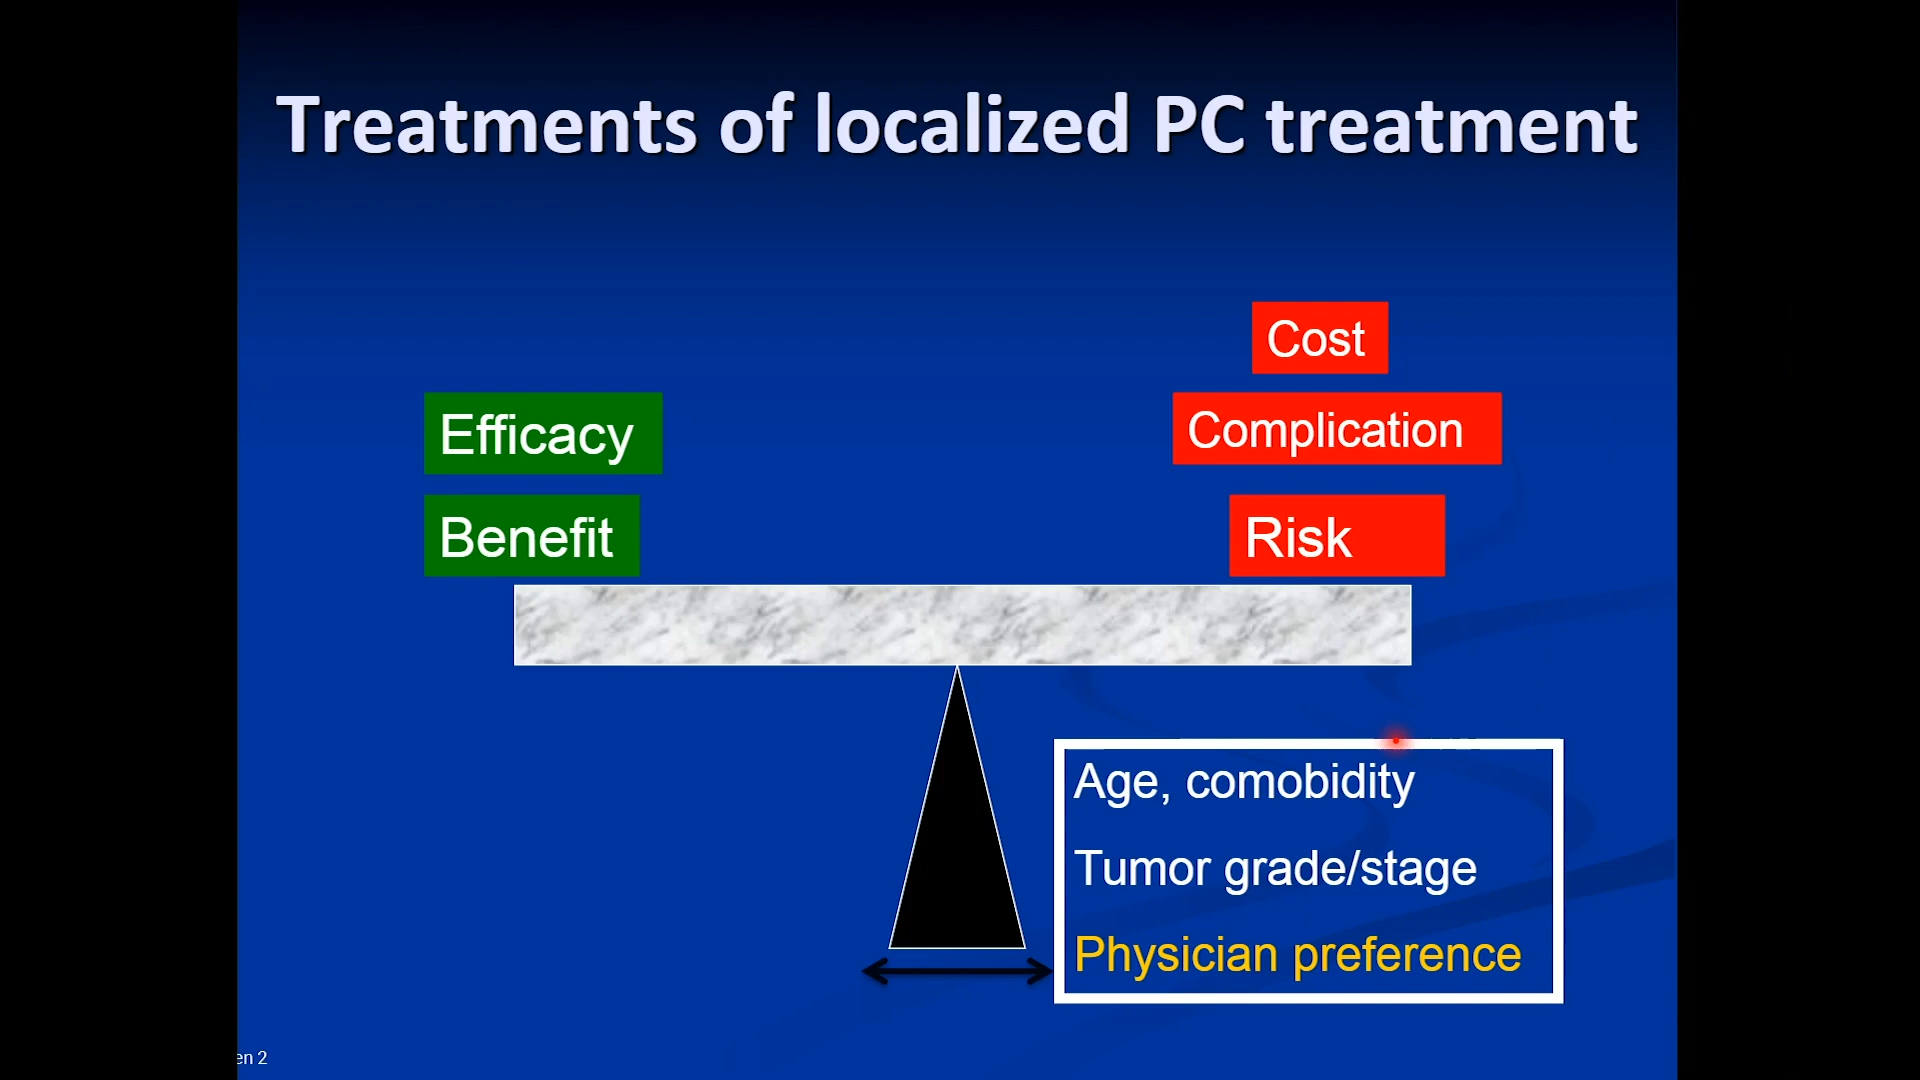 Treatments of localized PC treatment
Cost
Efficacy
Complication
Benefit
Risk
Age, comobidity
Tumor grade/stage
Physician preference
en 2